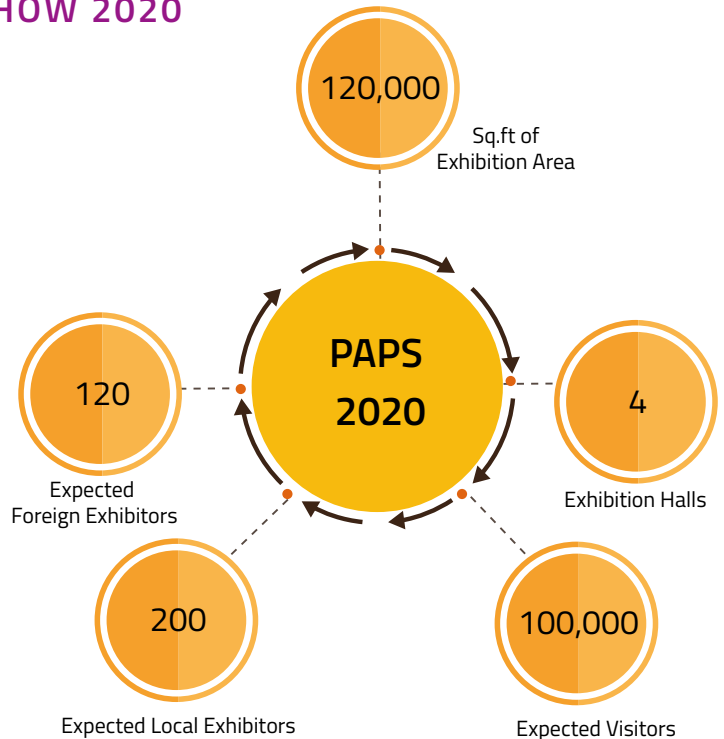 HOW 2020
120,000
Sq.ft of
Exhibition Area
PAPS
2020
120
Expected
Foreign Exhibitors
4
Exhibition Halls
200
Expected Local Exhibitors
100,000
Expected Visitors